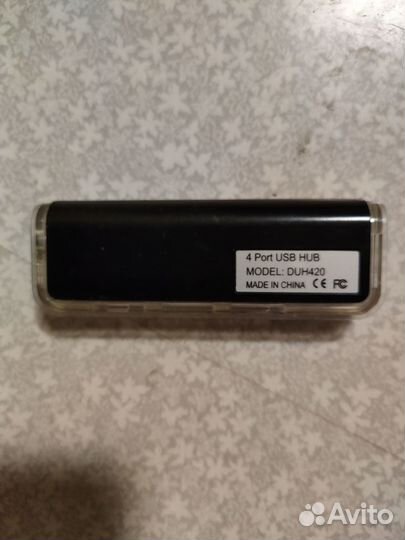 4 Port USB HUB
MODEL: DUH420
MADE IN CHINA CE FC
Avito